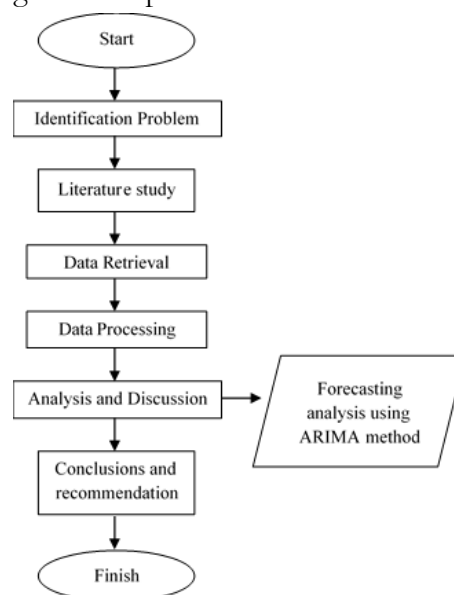 Start
Identification Problem
Literature study
Data Retrieval
Data Processing
Analysis and Discussion
Forecasting
analysis using
ARIMA method
Conclusions and
recommendation
Finish